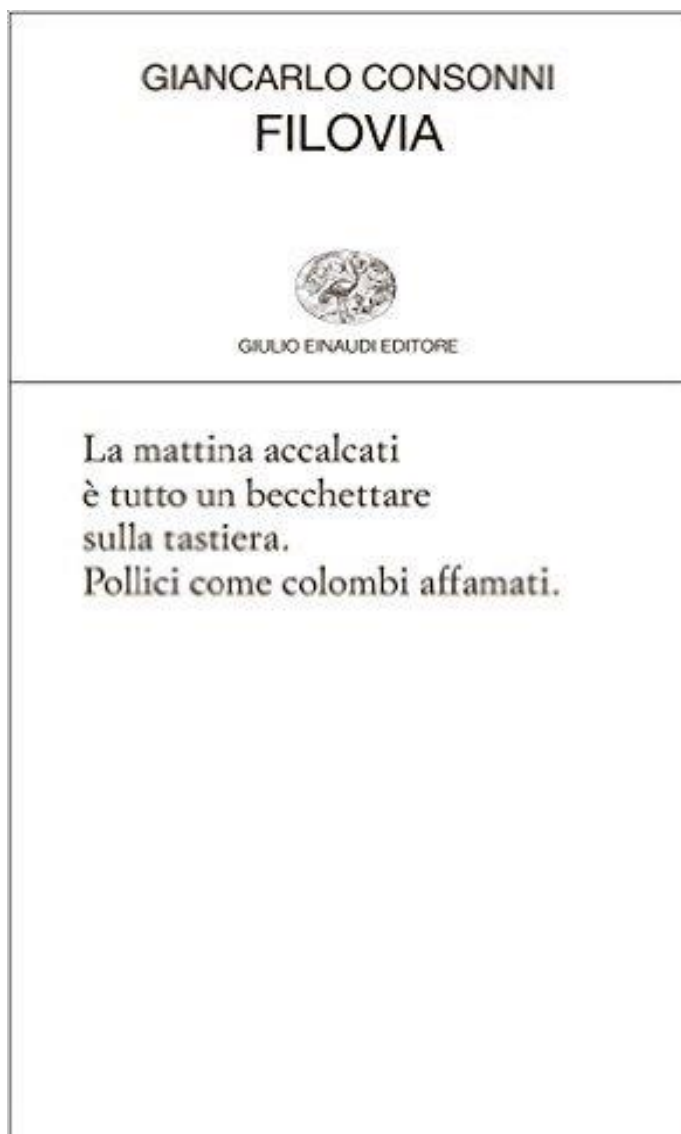 GIANCARLO CONSONNI
FILOVIA
GIULIO EINAUDI EDITORE
La mattina accalcati
è tutto un becchettare
sulla tastiera.
Pollici come colombi affamati.